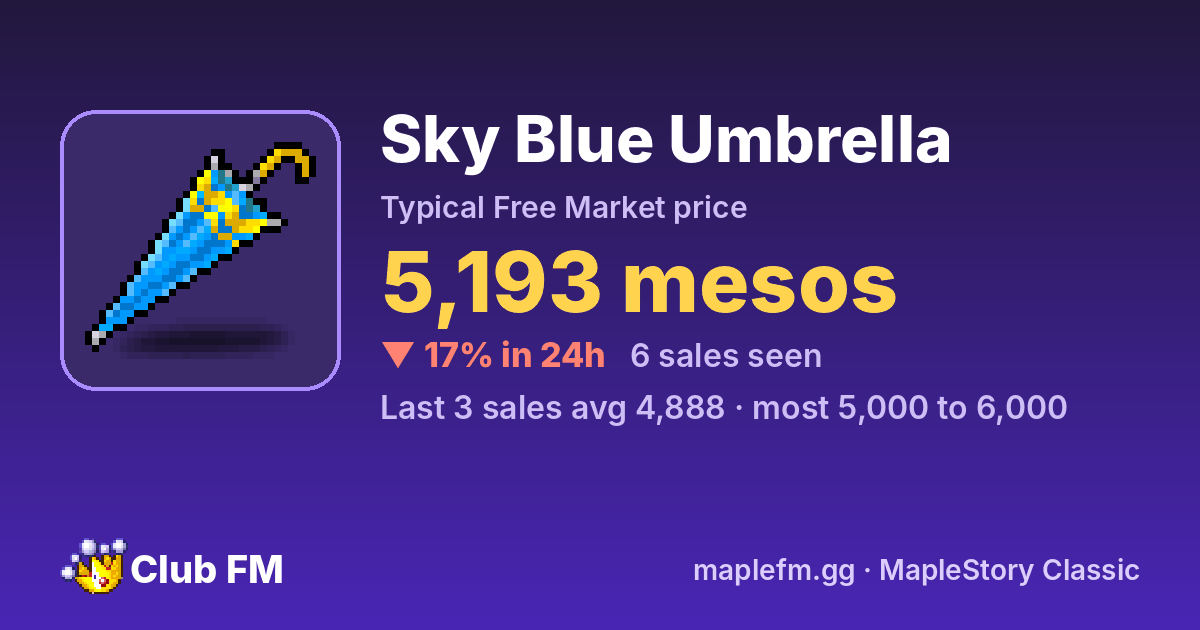 Sky Blue Umbrella
Typical Free Market price
5,193 mesos
▼ 17% in 24h 6 sales seen
Last 3 sales avg 4,888 · most 5,000 to 6,000
Club FM
maplefm.gg · MapleStory Classic